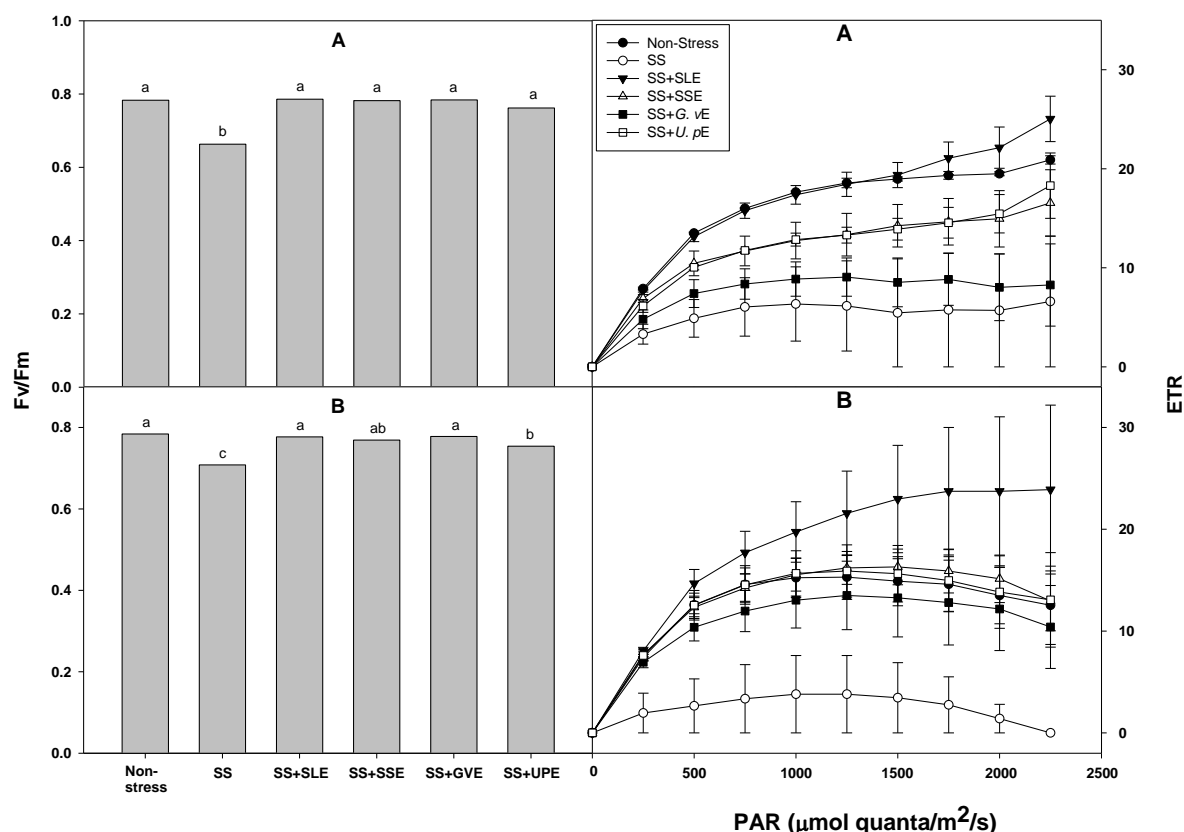 A
A
1.0
0.8
0.6
0.4
0.2
0.0
a
b
a
a
a
a
Non-Stress
SS
SS+SLE
SS+SSE
SS+G. vE
SS+U. pE
30
20
10
0
Fv/Fm
ETR
B
B
0.8
0.6
0.4
0.2
0.0
a
c
a
ab
a
b
30
20
10
0
Non-
stress
SS
SS+SLE
SS+SSE
SS+GVE
SS+UPE
0
500
1000
1500
2000
2500
PAR (μmol quanta/m²/s)